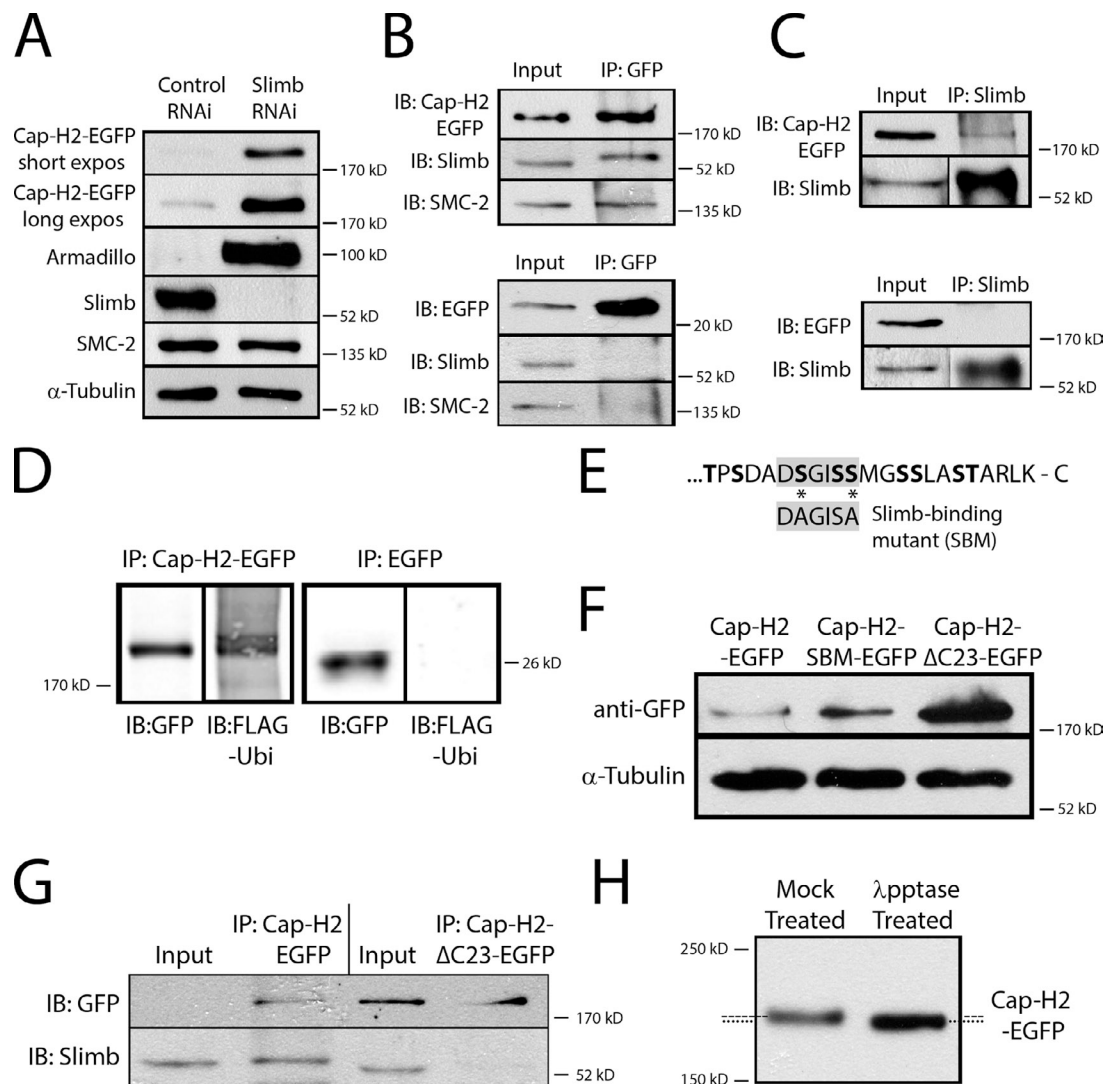 A
Control RNAi
Slimb RNAi
Cap-H2-EGFP short expos
170 kD
Cap-H2-EGFP long expos
170 kD
Armadillo
100 kD
Slimb
52 kD
SMC-2
135 kD
α-Tubulin
52 kD
B
Input
IP: GFP
IB: Cap-H2 EGFP
170 kD
IB: Slimb
52 kD
IB: SMC-2
135 kD
Input
IP: GFP
IB: EGFP
20 kD
IB: Slimb
52 kD
IB: SMC-2
135 kD
C
Input
IP: Slimb
IB: Cap-H2 EGFP
170 kD
IB: Slimb
52 kD
Input
IP: Slimb
IB: EGFP
170 kD
IB: Slimb
52 kD
D
IP: Cap-H2-EGFP
IP: EGFP
170 kD
26 kD
IB:GFP
IB:FLAG -Ubi
IB:GFP
IB:FLAG -Ubi
E
...TPSDADSGISSMGSSLASTARLK - C
* *
DAGISA
Slimb-binding mutant (SBM)
F
Cap-H2 -EGFP
Cap-H2- SBM-EGFP
Cap-H2- ΔC23-EGFP
anti-GFP
170 kD
α-Tubulin
52 kD
G
Input
IP: Cap-H2 EGFP
Input
IP: Cap-H2- ΔC23-EGFP
IB: GFP
170 kD
IB: Slimb
52 kD
H
Mock Treated
λpptase Treated
250 kD
Cap-H2 -EGFP
150 kD